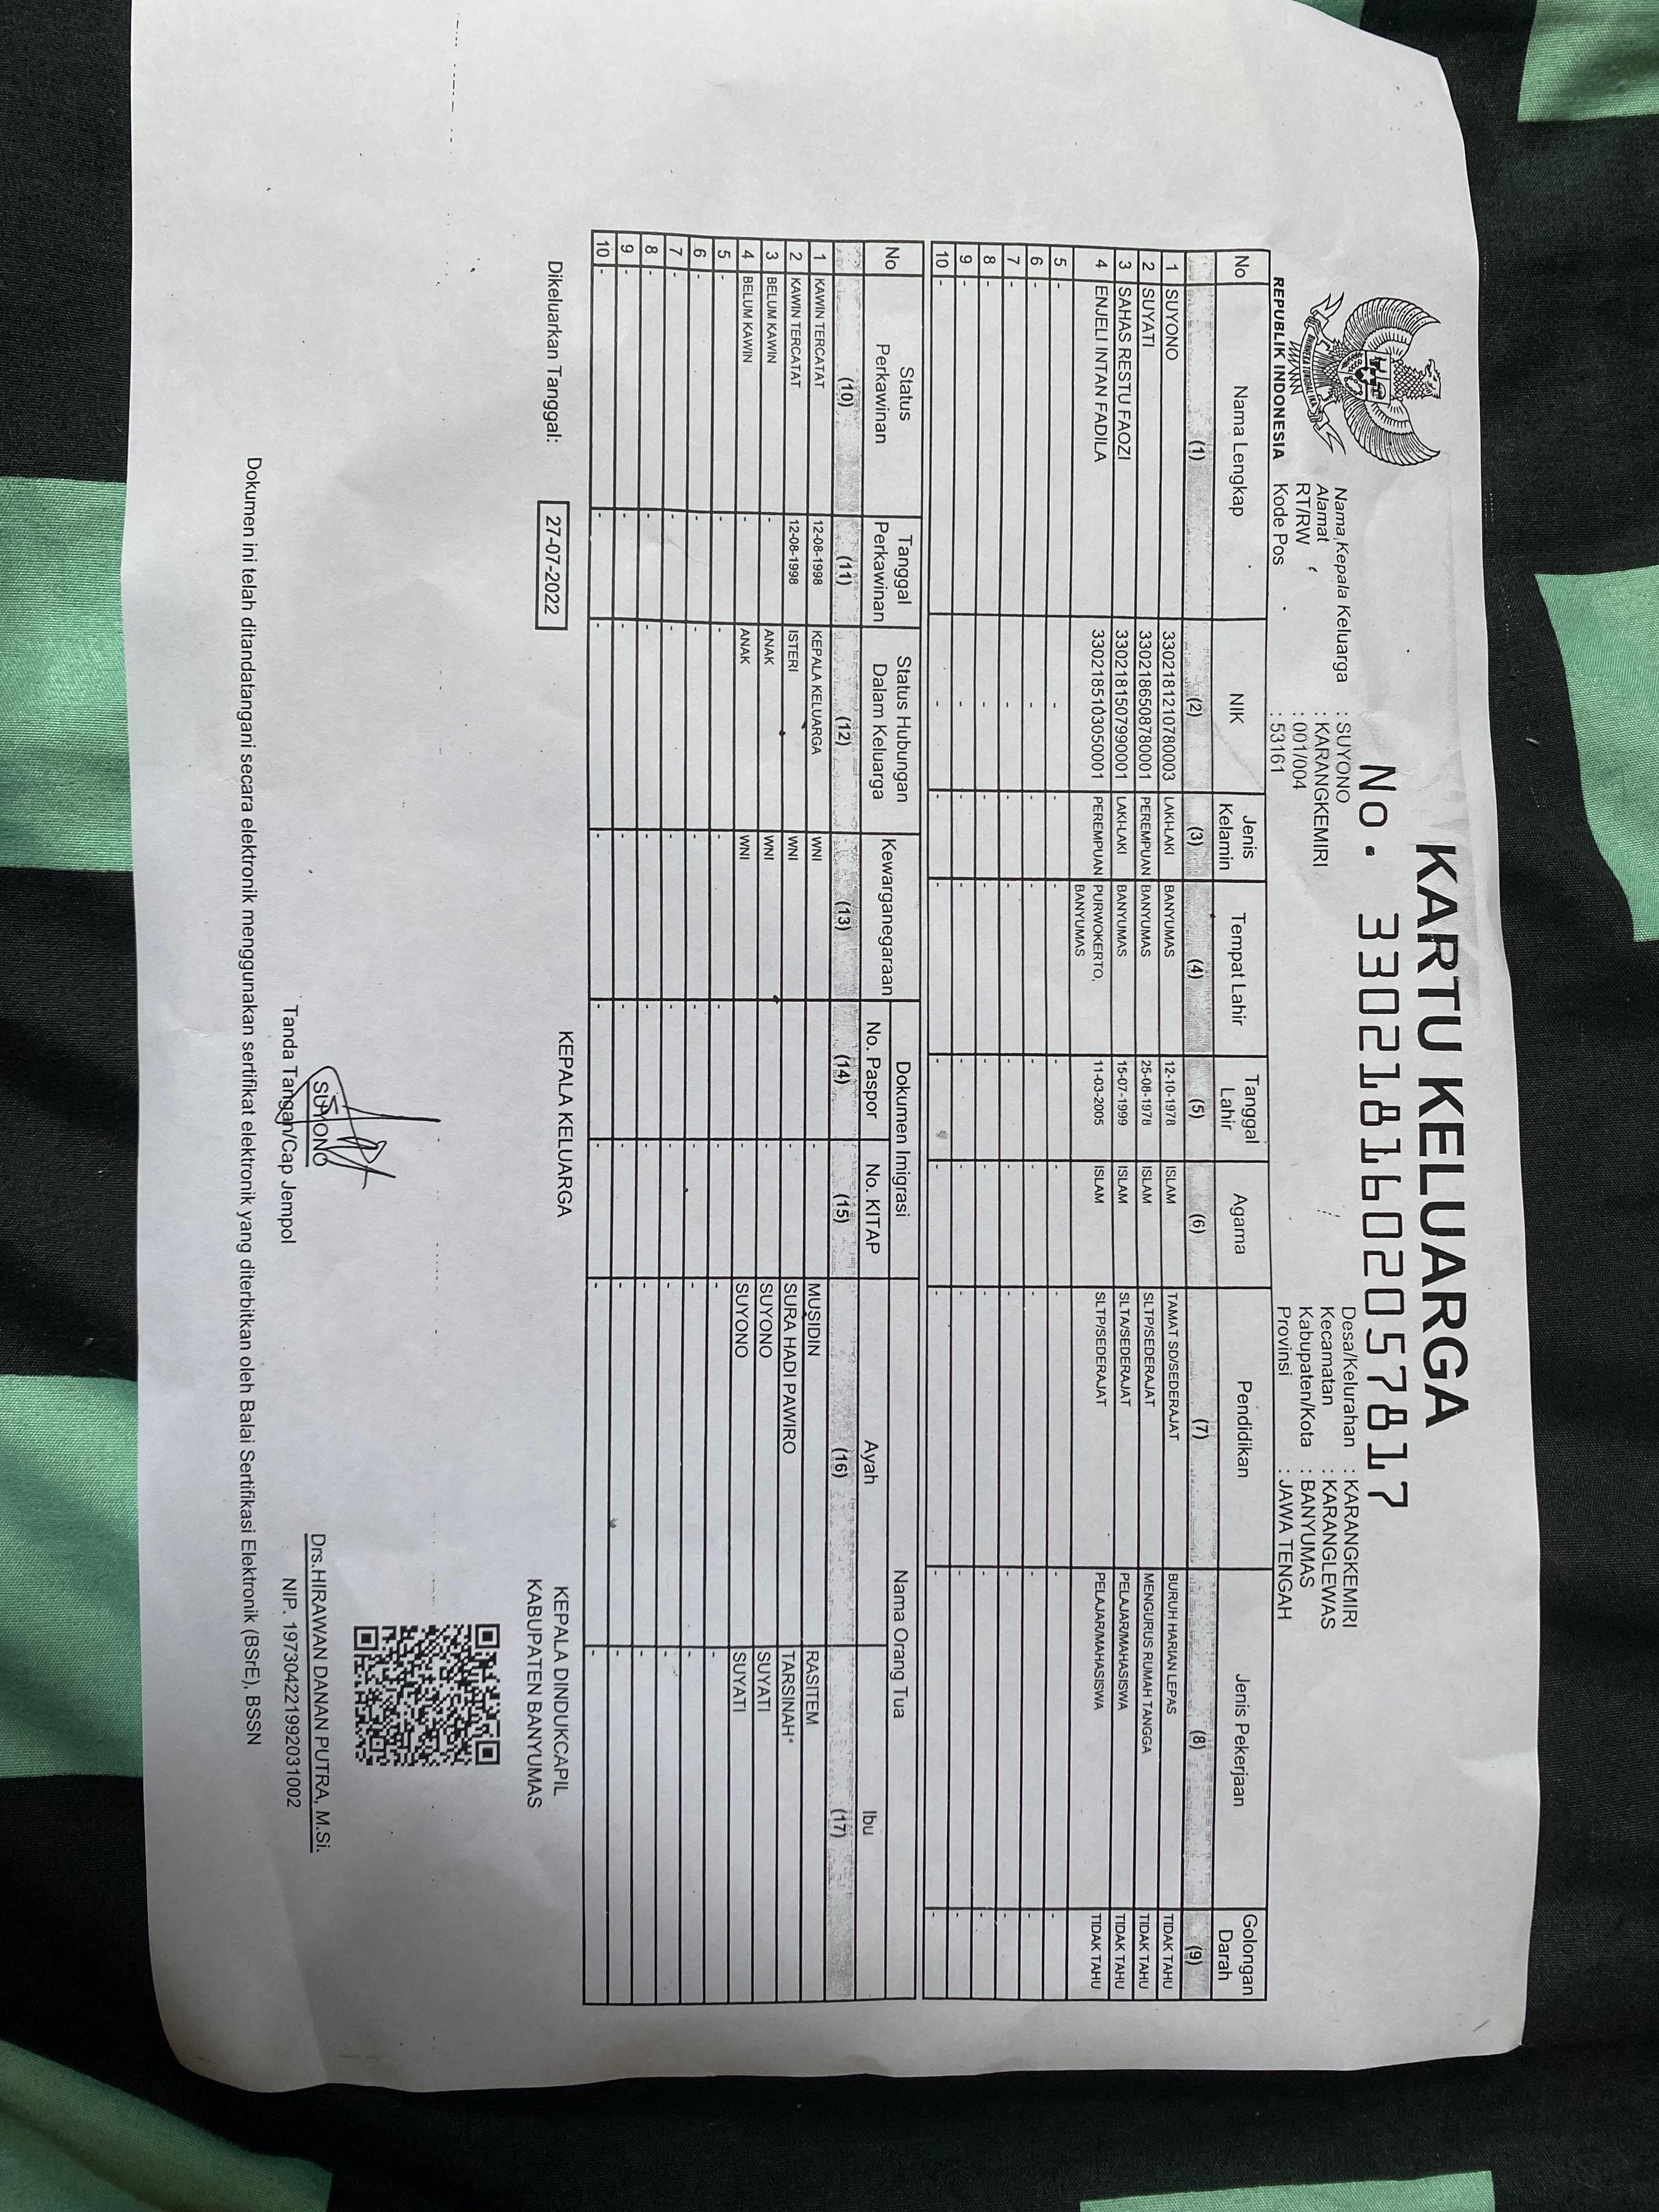 KARTU KELUARGA
No. 3302181602057817
BHINNEKA TUNGGAL IKA
REPUBLIK INDONESIA
Nama Kepala Keluarga : SUYONO
Alamat : KARANGKEMIRI
RT/RW : 001/004
Kode Pos : 53161
Desa/Kelurahan : KARANGKEMIRI
Kecamatan : KARANGLEWAS
Kabupaten/Kota : BANYUMAS
Provinsi : JAWA TENGAH
No Nama Lengkap NIK Jenis Kelamin Tempat Lahir Tanggal Lahir Agama Pendidikan Jenis Pekerjaan Golongan Darah
(1) (2) (3) (4) (5) (6) (7) (8) (9)
1 SUYONO 3302181210780003 LAKI-LAKI BANYUMAS 12-10-1978 ISLAM TAMAT SD/SEDERAJAT BURUH HARIAN LEPAS TIDAK TAHU
2 SUYATI 3302186508780001 PEREMPUAN BANYUMAS 25-08-1978 ISLAM SLTP/SEDERAJAT MENGURUS RUMAH TANGGA TIDAK TAHU
3 SAHAS RESTU FAOZI 3302181507990001 LAKI-LAKI BANYUMAS 15-07-1999 ISLAM SLTA/SEDERAJAT PELAJAR/MAHASISWA TIDAK TAHU
4 ENJELI INTAN FADILA 3302185103050001 PEREMPUAN PURWOKERTO, BANYUMAS 11-03-2005 ISLAM SLTP/SEDERAJAT PELAJAR/MAHASISWA TIDAK TAHU
5 - - - - - - - - -
6 - - - - - - - - -
7 - - - - - - - - -
8 - - - - - - - - -
9 - - - - - - - - -
10 - - - - - - - - -
No Status Perkawinan Tanggal Perkawinan Status Hubungan Dalam Keluarga Kewarganegaraan Dokumen Imigrasi Nama Orang Tua
No. Paspor No. KITAP Ayah Ibu
(10) (11) (12) (13) (14) (15) (16) (17)
1 KAWIN TERCATAT 12-08-1998 KEPALA KELUARGA WNI - MUSIDIN RASITEM
2 KAWIN TERCATAT 12-08-1998 ISTERI WNI - SURA HADI PAWIRO TARSINAH
3 BELUM KAWIN - ANAK WNI - SUYONO SUYATI
4 BELUM KAWIN - ANAK WNI - SUYONO SUYATI
5 - - - - - - - -
6 - - - - - - - -
7 - - - - - - - -
8 - - - - - - - -
9 - - - - - - - -
10 - - - - - - - -
Dikeluarkan Tanggal: 27-07-2022
KEPALA KELUARGA
SUYONO
Tanda Tangan/Cap Jempol
KEPALA DINDUKCAPIL
KABUPATEN BANYUMAS
Drs.HIRAWAN DANAN PUTRA, M.Si.
NIP. 197304221992031002
Dokumen ini telah ditandatangani secara elektronik menggunakan sertifikat elektronik yang diterbitkan oleh Balai Sertifikasi Elektronik (BSrE), BSSN